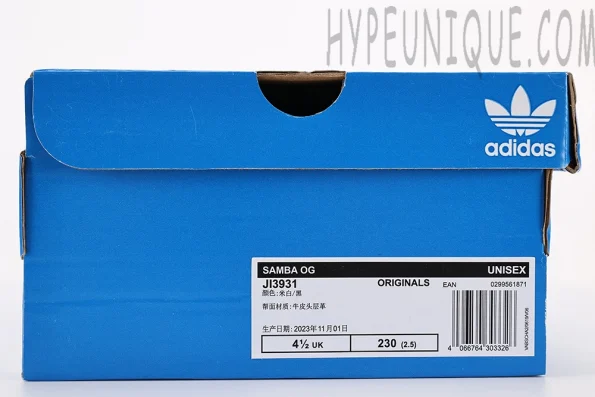 HYPEUNIQUE.COM
adidas
SAMBA OG UNISEX
JI3931 ORIGINALS EAN 0299561871
颜色:米白/黑
帮面材质:牛皮头层革
生产日期: 2023年11月01日
4½ UK 230 (2.5)
4 066764 303326